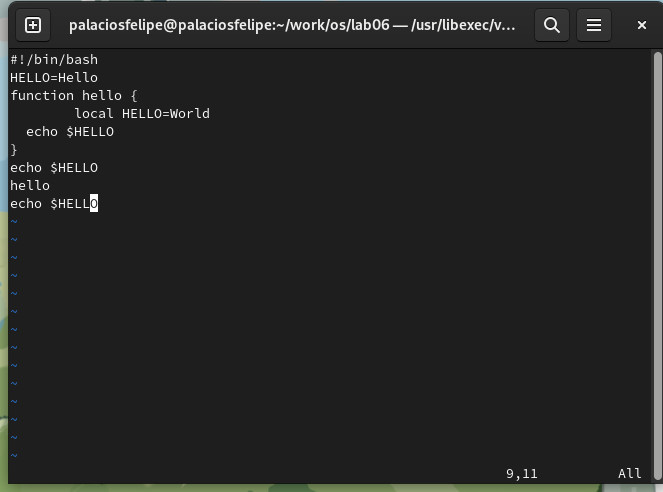 palaciosfelipe@palaciosfelipe:~/work/os/lab06 — /usr/libexec/v...
#!/bin/bash
HELLO=Hello
function hello {
        local HELLO=World
  echo $HELLO
}
echo $HELLO
hello
echo $HELLO
~
~
~
~
~
~
~
~
~
~
~
~
~
~
9,11 All